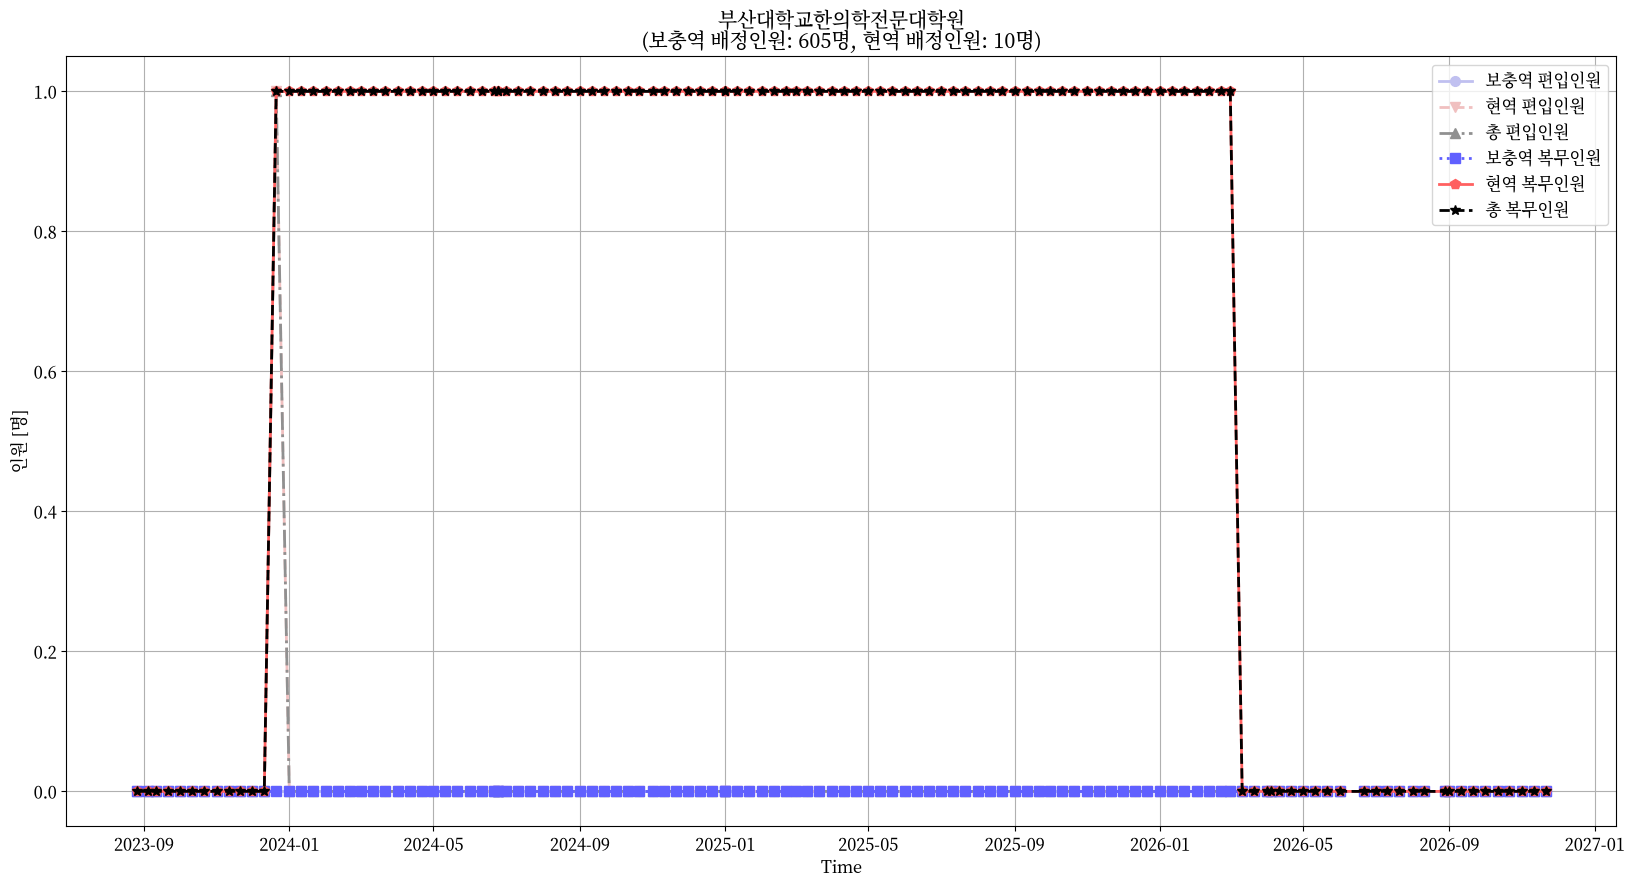 부산대학교한의학전문대학원
(보충역 배정인원: 605명, 현역 배정인원: 10명)
보충역 편입인원
현역 편입인원
총 편입인원
보충역 복무인원
현역 복무인원
총 복무인원
인원 [명]
1.0
0.8
0.6
0.4
0.2
0.0
2023-09
2024-01
2024-05
2024-09
2025-01
2025-05
2025-09
2026-01
2026-05
2026-09
2027-01
Time